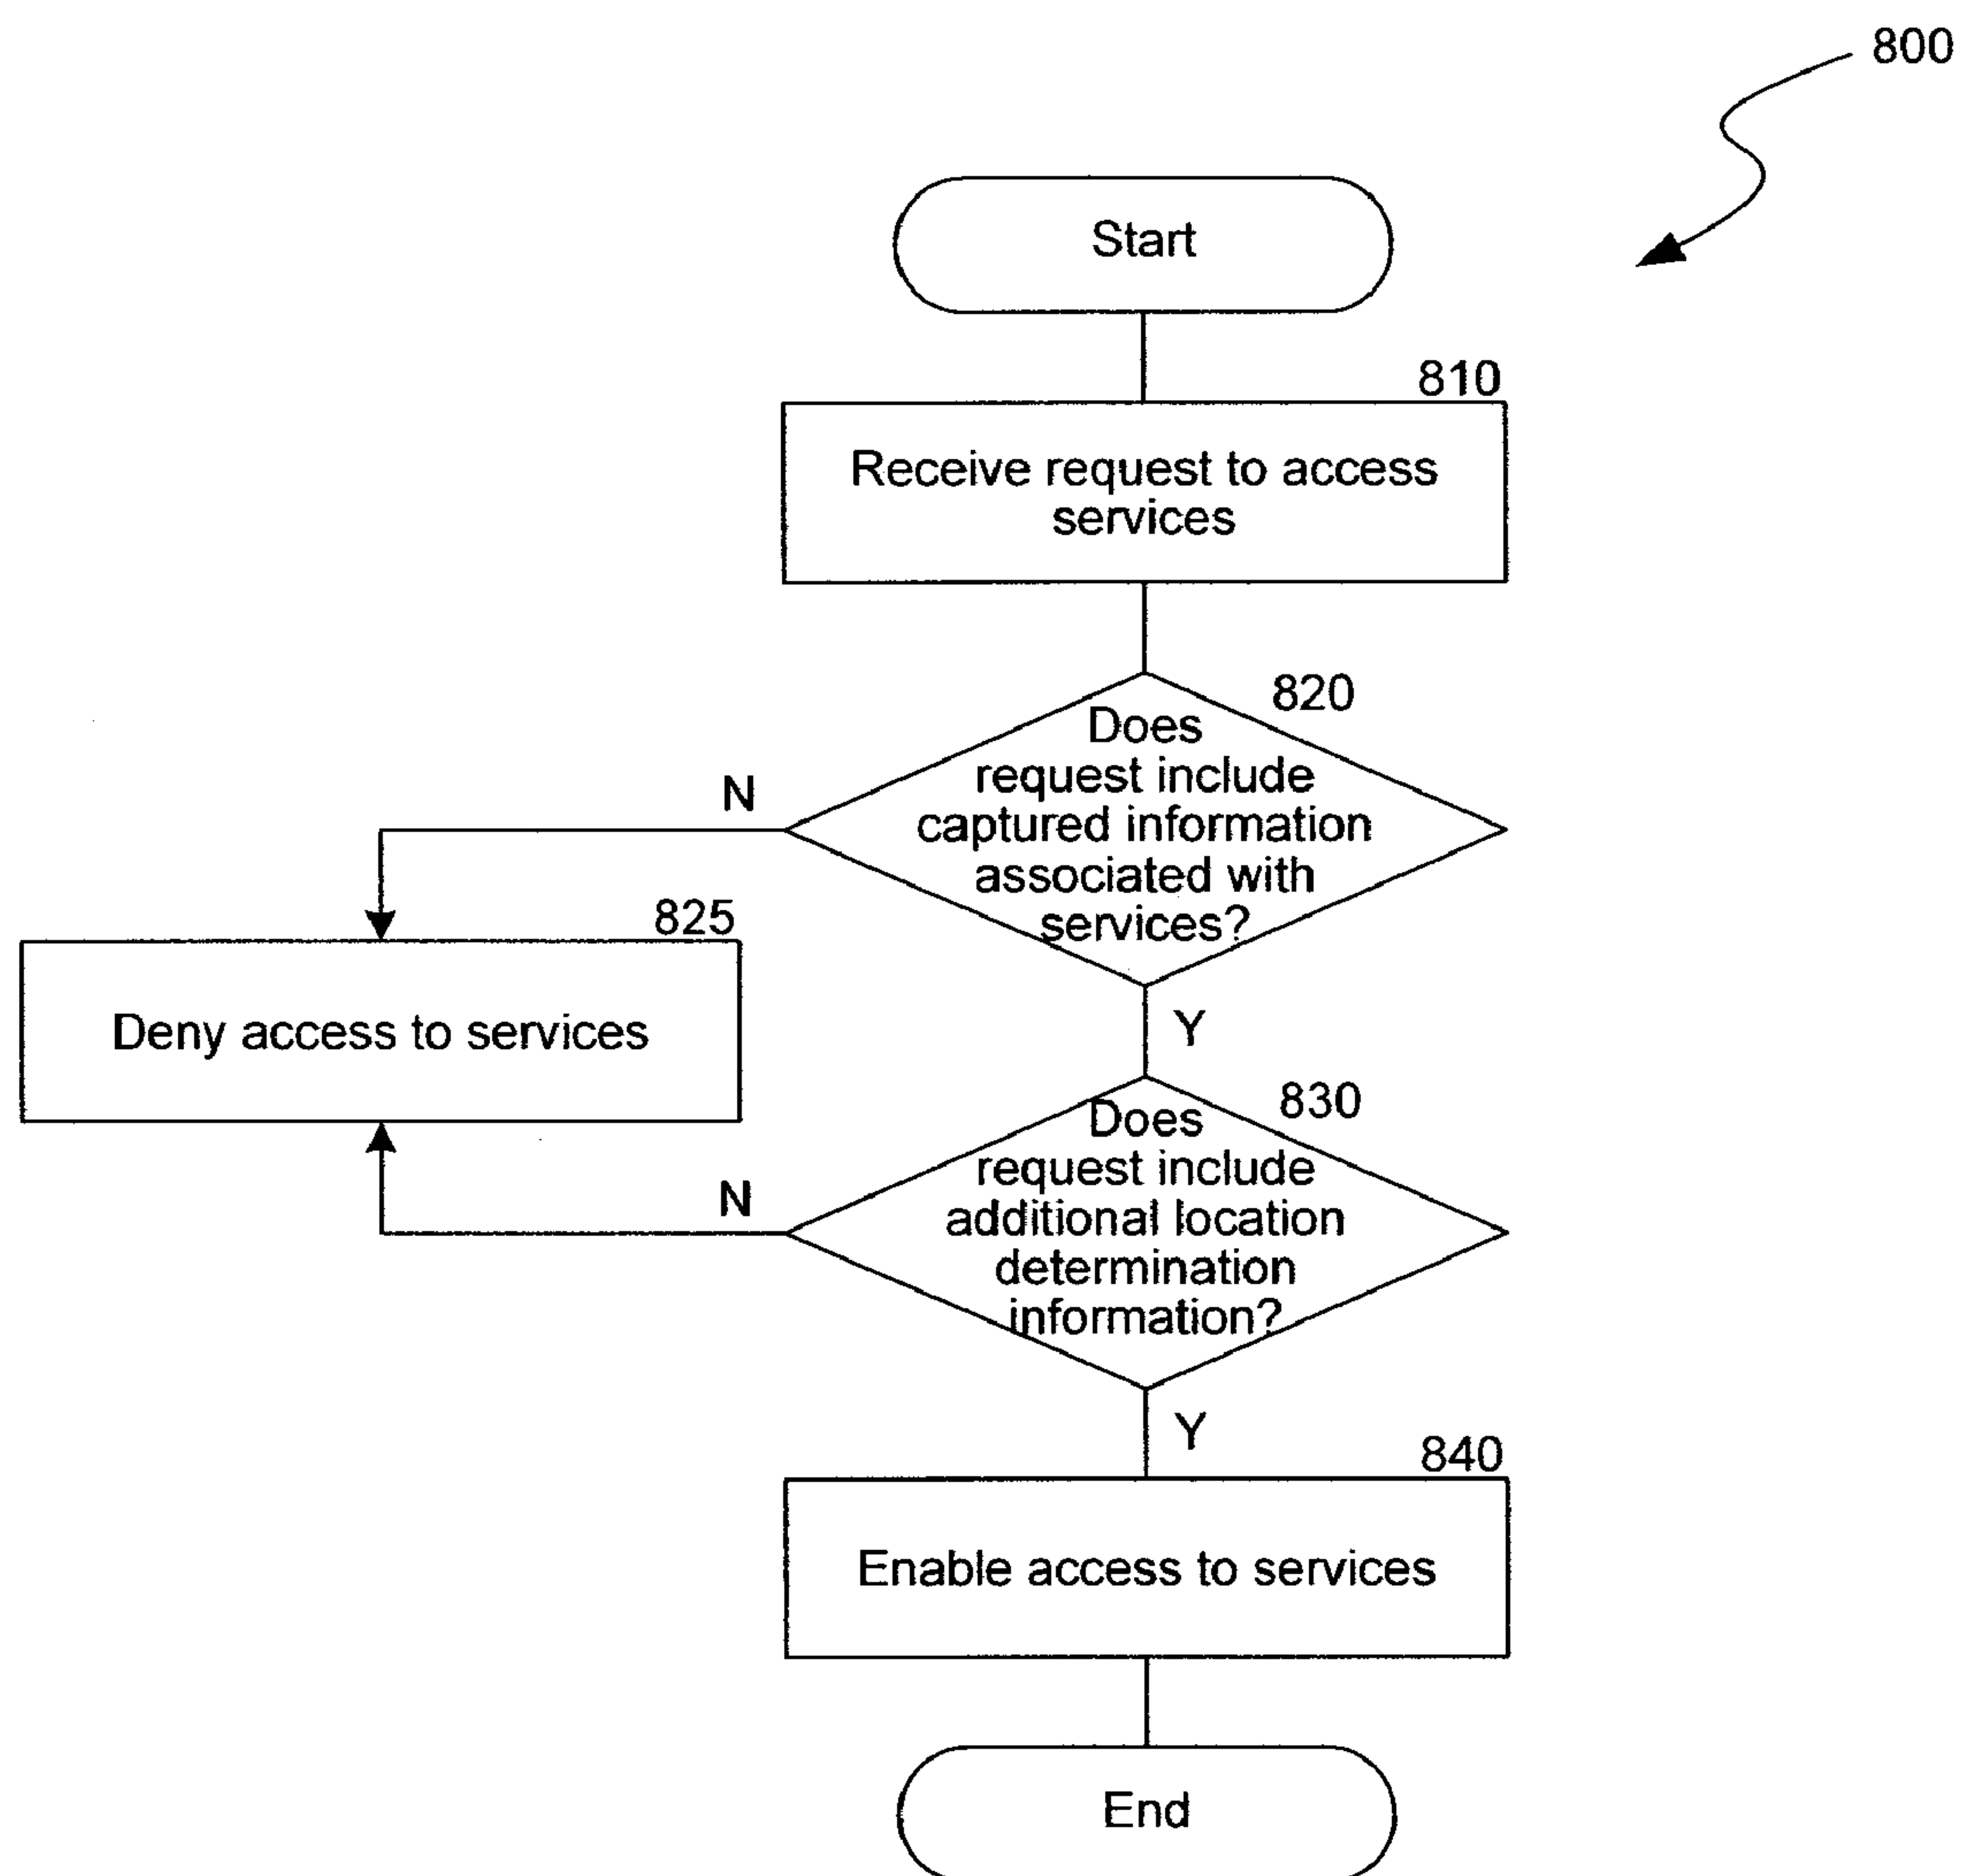 800
Start
810
Receive request to access
services
820
Does
request include
captured information
associated with
services?
N
825
Deny access to services
Y
830
Does
request include
additional location
determination
information?
N
Y
840
Enable access to services
End